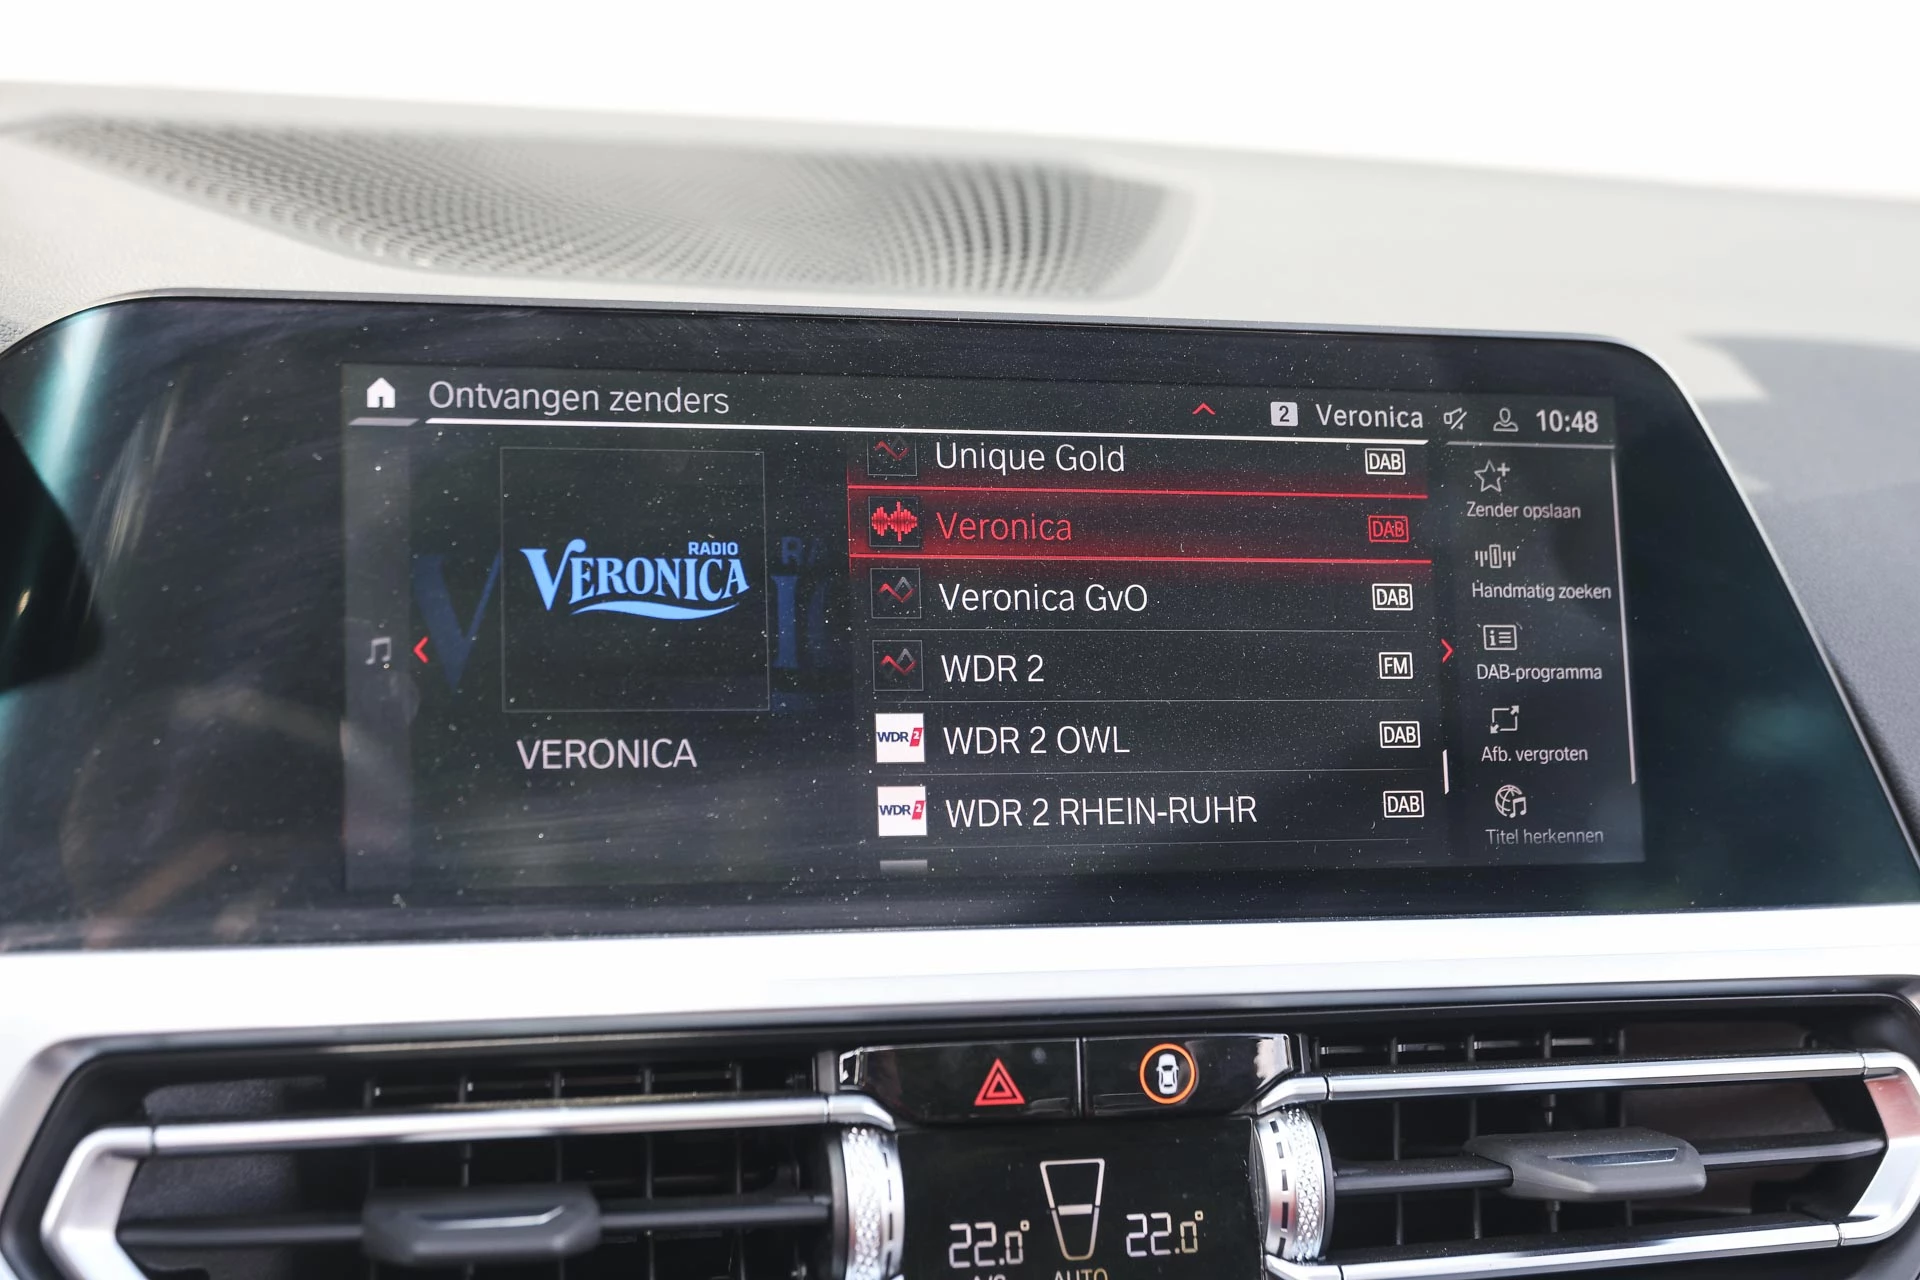 Ontvangen zenders
2 Veronica 10:48
RADIO
VERONICA
VERONICA
Unique Gold DAB
Veronica DAB
Veronica GvO DAB
WDR 2 FM
WDR 2 WDR 2 OWL DAB
WDR 2 WDR 2 RHEIN-RUHR DAB
Zender opslaan
Handmatig zoeken
DAB-programma
Afb. vergroten
Titel herkennen
22.0° 22.0°
A/C AUTO